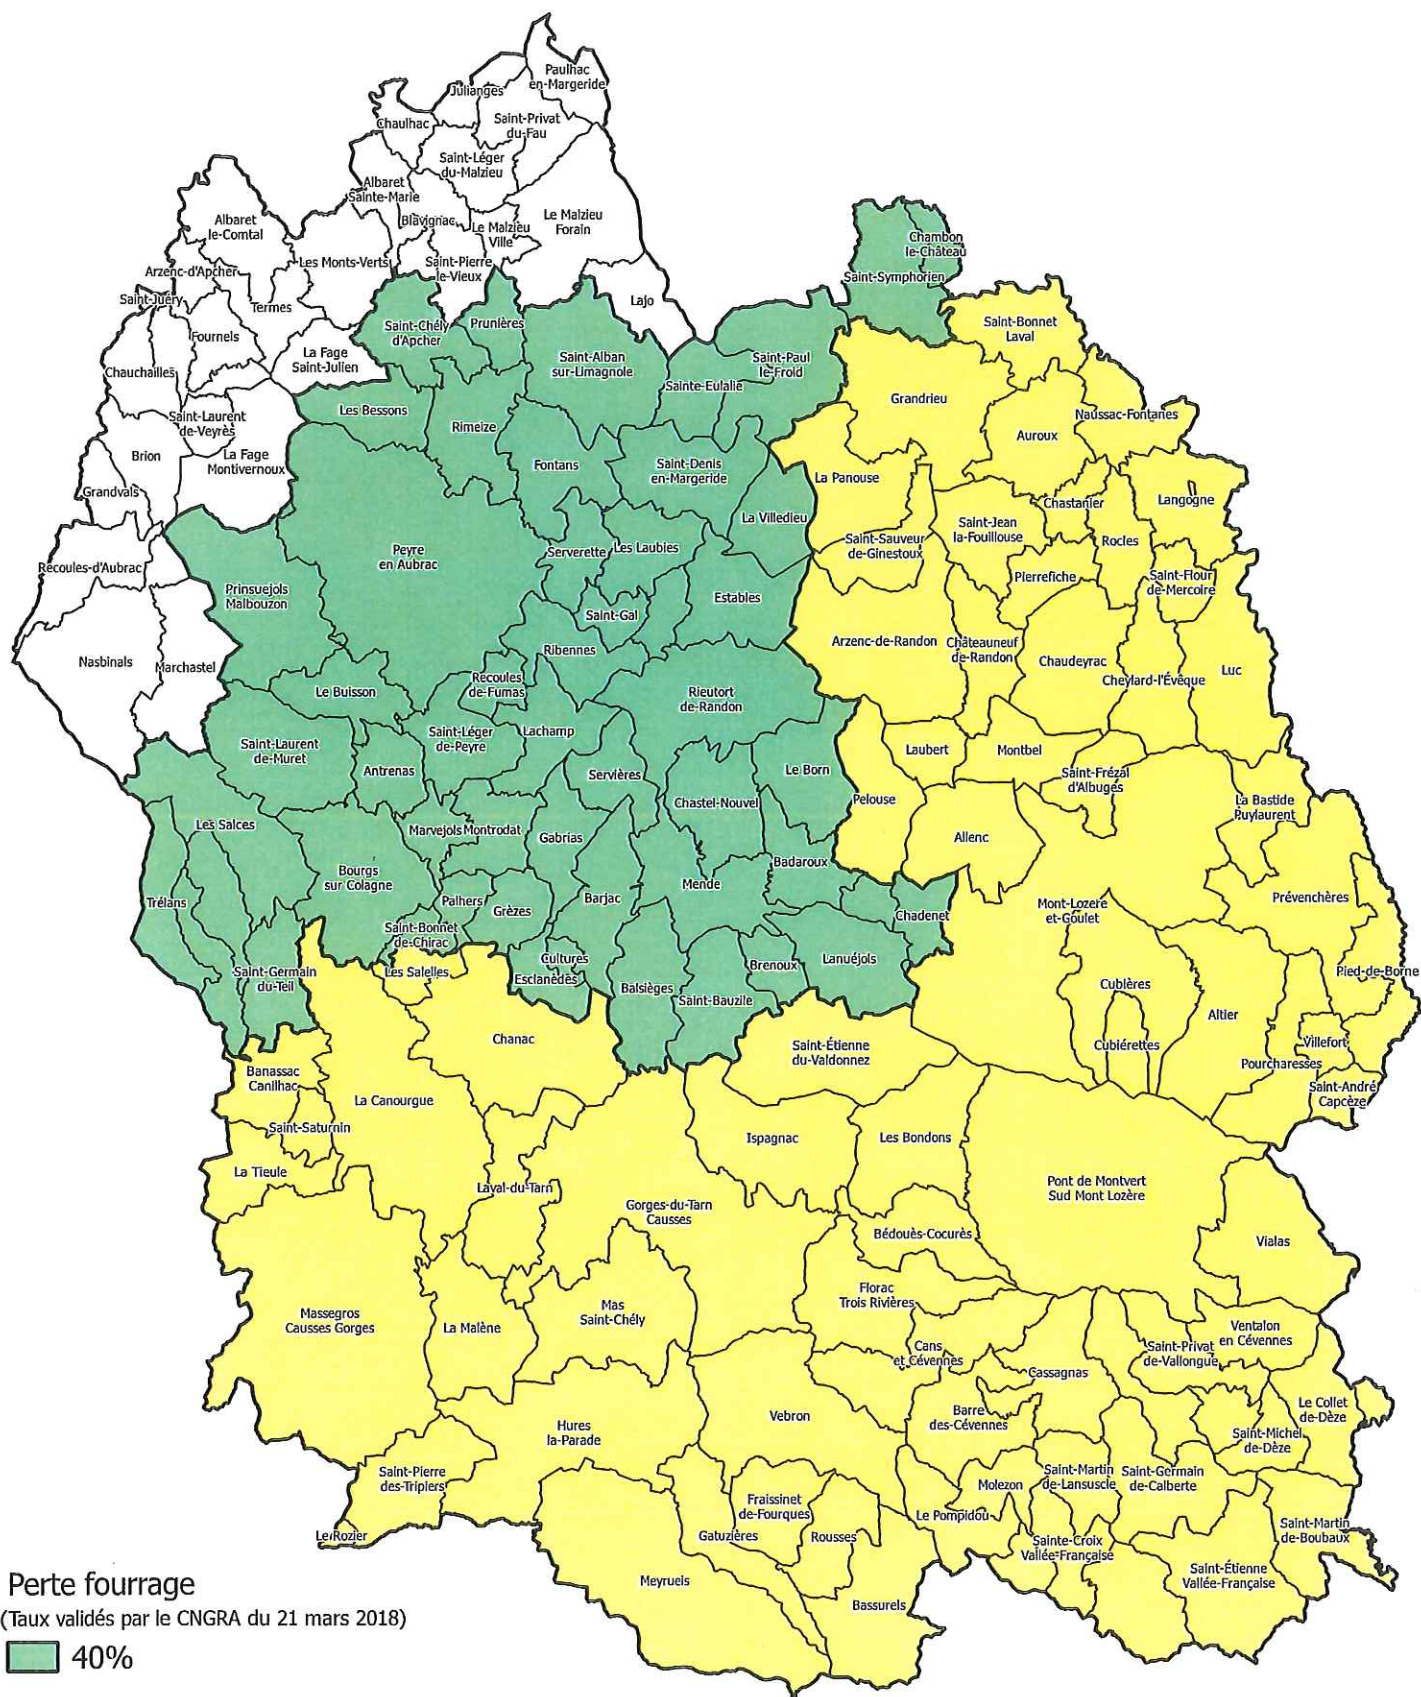 Paulhac
en-Margeride
Julianges
Chaulhac
Saint-Privat
du-Fau
Saint-Léger
du-Malzieu
Albaret
Sainte-Marie
Blavignac
Le Malzieu
Ville
Le Malzieu
Forain
Albaret
le-Comtal
Les Monts-Verts
Saint-Pierre
le-Vieux
Arzenc-d'Apcher
Saint-Juéry
Termes
Fournels
Lajo
Chambon
le-Château
Saint-Symphorien
Saint-Chély
d'Apcher
Prunières
La Fage
Saint-Julien
Chauchailles
Saint-Alban
sur-Limagnole
Sainte-Eulalie
Saint-Paul
le-Froid
Saint-Bonnet
Laval
Grandrieu
Naussac-Fontanes
Auroux
Saint-Laurent
de-Veyrès
Les Bessons
Rimeize
Brion
La Fage
Montivernoux
Grandvals
Fontans
Saint-Denis
en-Margeride
La Panouse
La Villedieu
Chastanier
Langogne
Saint-Jean
la-Fouillouse
Saint-Sauveur
de-Ginestoux
Rocles
Peyre
en Aubrac
Serverette
Les Laubies
Recoules-d'Aubrac
Prinsuejols
Malbouzon
Pierrefiche
Saint-Flour
de-Mercoire
Estables
Saint-Gal
Arzenc-de-Randon
Châteauneuf
de-Randon
Chaudeyrac
Cheylard-l'Évêque
Luc
Nasbinals
Marchastel
Ribennes
Recoules
de-Fumas
Le Buisson
Rieutort
de-Randon
Saint-Laurent
de-Muret
Antrenas
Saint-Léger
de-Peyre
Lachamp
Servières
Le Born
Laubert
Montbel
Saint-Frézal
d'Albuges
La Bastide
Puylaurent
Pelouse
Chastel-Nouvel
Les Salces
Marvejols
Montrodat
Gabrias
Allenc
Badaroux
Bourgs
sur Colagne
Mende
Palhers
Grèzes
Barjac
Trélans
Saint-Bonnet
de-Chirac
Chadenet
Mont-Lozere
et-Goulet
Prévenchères
Saint-Germain
du-Teil
Les Salelles
Cultures
Esclanèdes
Balsièges
Saint-Bauzile
Brenoux
Lanuéjols
Cubières
Pied-de-Borne
Altier
Chanac
Saint-Étienne
du-Valdonnez
Cubiérettes
Villefort
Pourcharesses
Saint-André
Capcèze
Banassac
Canilhac
La Canourgue
Saint-Saturnin
La Tieule
Ispagnac
Les Bondons
Laval-du-Tarn
Gorges-du-Tarn
Causses
Pont de Montvert
Sud Mont Lozère
Bédouès-Cocurès
Vialas
Massegros
Causses Gorges
La Malène
Mas
Saint-Chély
Florac
Trois Rivières
Cans
et Cévennes
Cassagnas
Saint-Privat
de-Vallongue
Ventalon
en Cévennes
Hures
la-Parade
Vebron
Barre
des-Cévennes
Le Collet
de-Dèze
Saint-Michel
de-Dèze
Saint-Pierre
des-Tripiers
Molezon
Saint-Martin
de-Lansuscle
Saint-Germain
de-Calberte
Le Rozier
Fraissinet
de-Fourques
Gatuzières
Rousses
Le Pompidou
Sainte-Croix
Vallée-Française
Saint-Martin
de-Boubaux
Saint-Étienne
Vallée-Française
Meyrueis
Bassurels
Perte fourrage
(Taux validés par le CNGRA du 21 mars 2018)
40%